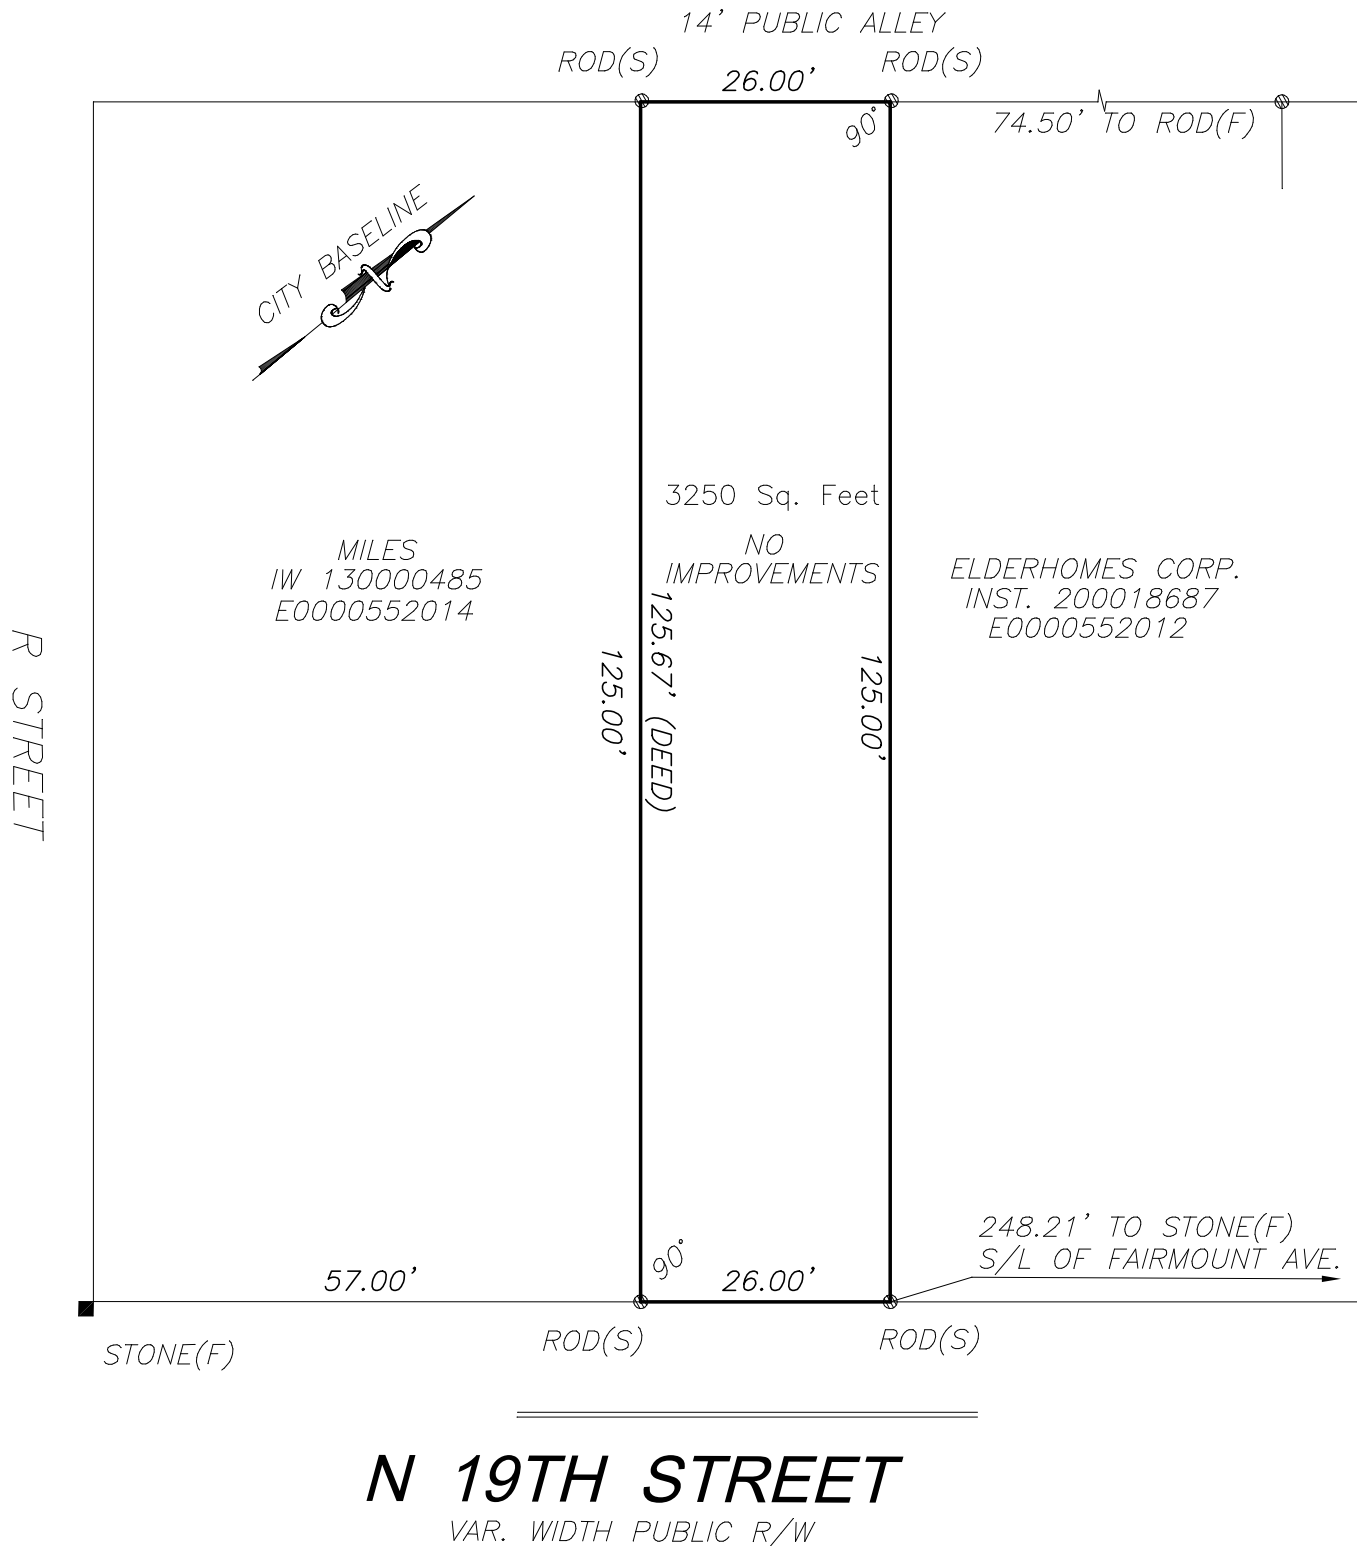 14' PUBLIC ALLEY
ROD(S)
ROD(S)
26.00'
90°
74.50' TO ROD(F)
CITY BASELINE
N
3250 Sq. Feet
NO
IMPROVEMENTS
MILES
IW 130000485
E0000552014
ELDERHOMES CORP.
INST. 200018687
E0000552012
R STREET
125.00'
125.67' (DEED)
125.00'
248.21' TO STONE(F)
S/L OF FAIRMOUNT AVE.
90°
57.00'
26.00'
STONE(F)
ROD(S)
ROD(S)
N 19TH STREET
VAR. WIDTH PUBLIC R/W